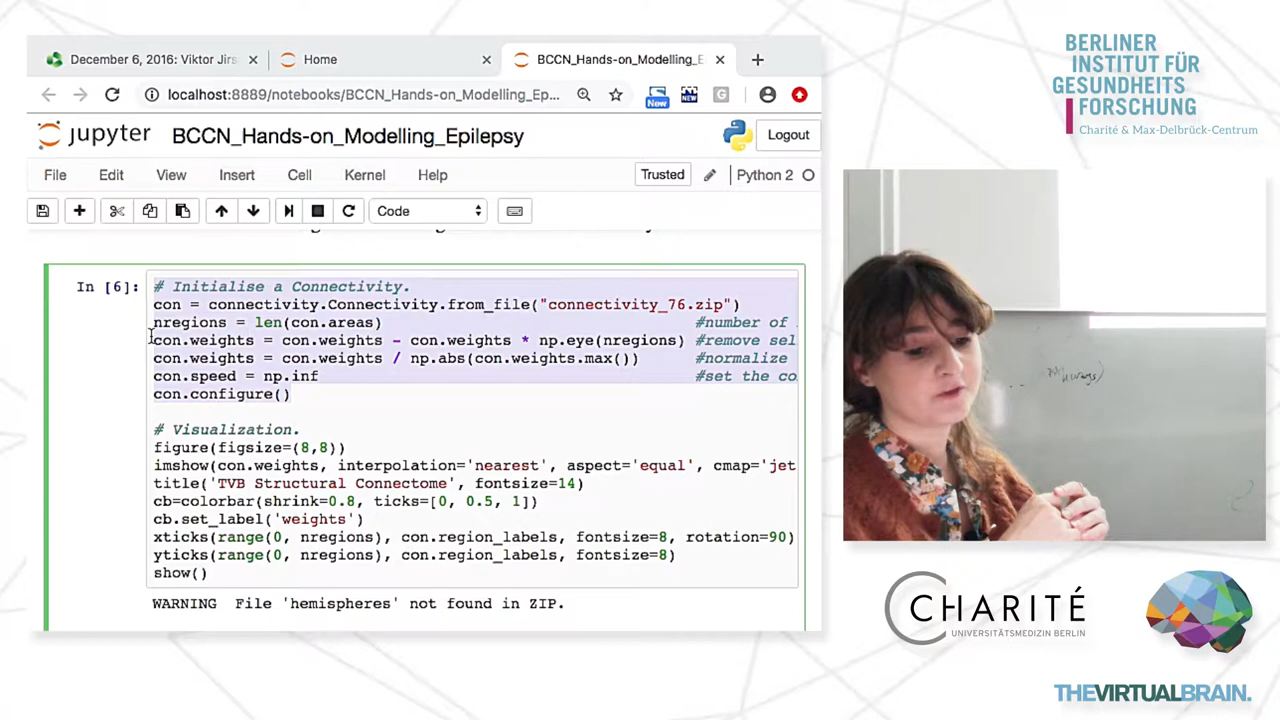 December 6, 2016: Viktor Jirs
Home
BCCN_Hands-on_Modelling_E
localhost:8889/notebooks/BCCN_Hands-on_Modelling_Ep...
New
NEW
G
jupyter BCCN_Hands-on_Modelling_Epilepsy
Logout
File Edit View Insert Cell Kernel Help
Trusted
Python 2
Code
In [6]:
# Initialise a Connectivity.
con = connectivity.Connectivity.from_file("connectivity_76.zip")
nregions = len(con.areas) #number of
con.weights = con.weights - con.weights * np.eye(nregions) #remove sel
con.weights = con.weights / np.abs(con.weights.max()) #normalize
con.speed = np.inf #set the co
con.configure()
# Visualization.
figure(figsize=(8,8))
imshow(con.weights, interpolation='nearest', aspect='equal', cmap='jet
title('TVB Structural Connectome', fontsize=14)
cb=colorbar(shrink=0.8, ticks=[0, 0.5, 1])
cb.set_label('weights')
xticks(range(0, nregions), con.region_labels, fontsize=8, rotation=90)
yticks(range(0, nregions), con.region_labels, fontsize=8)
show()
WARNING File 'hemispheres' not found in ZIP.
BERLINER
INSTITUT FÜR
GESUNDHEITS
FORSCHUNG
Charité & Max-Delbrück-Centrum
CHARITÉ
UNIVERSITÄTSMEDIZIN BERLIN
THEVIRTUALBRAIN.